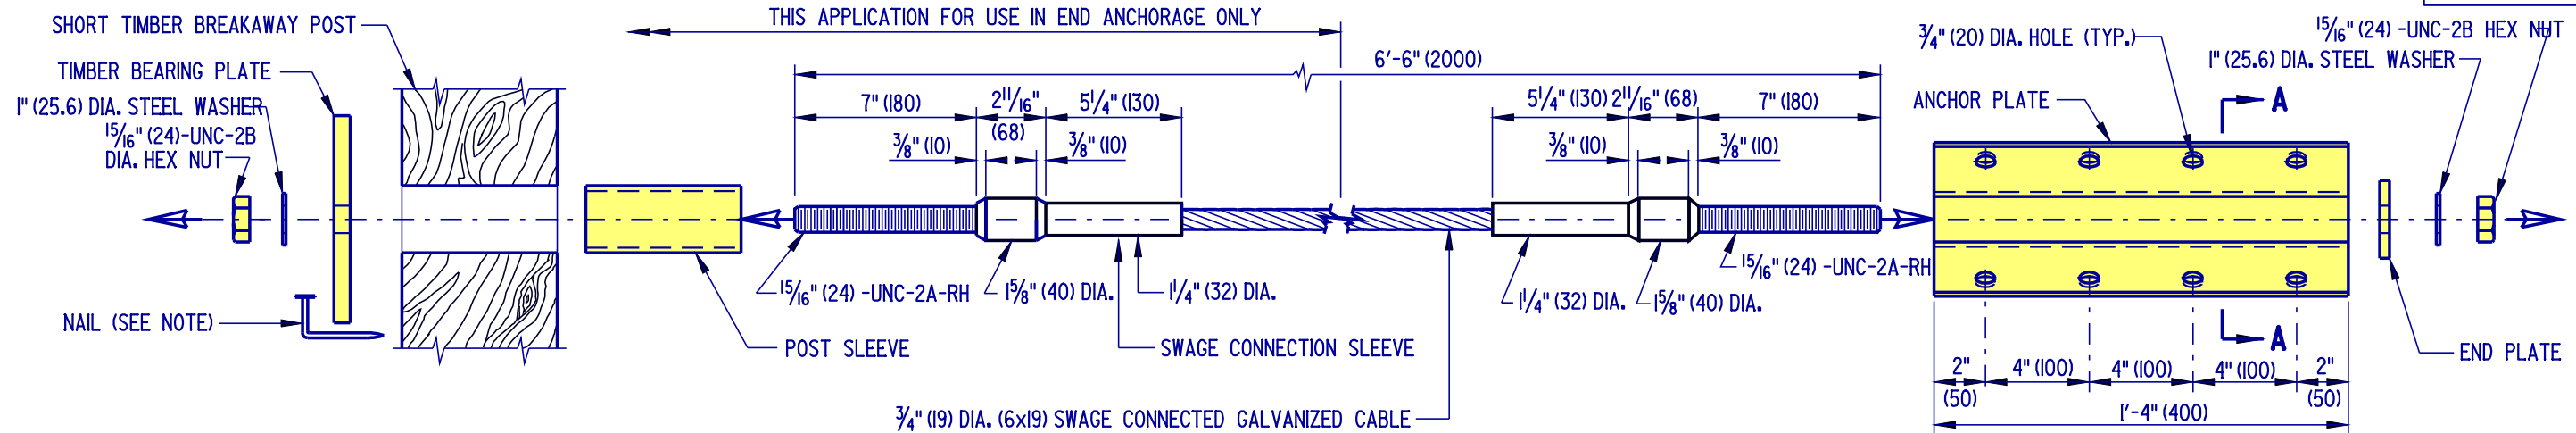 SHORT TIMBER BREAKAWAY POST
TIMBER BEARING PLATE
1" (25.6) DIA. STEEL WASHER
15/16" (24)-UNC-2B
DIA. HEX NUT
NAIL (SEE NOTE)
THIS APPLICATION FOR USE IN END ANCHORAGE ONLY
6'-6" (2000)
7" (180)
2 11/16"
(68)
5 1/4" (130)
3/8" (10)
3/8" (10)
5 1/4" (130)
2 11/16" (68)
7" (180)
3/8" (10)
3/8" (10)
15/16" (24) -UNC-2A-RH
1 5/8" (40) DIA.
1 1/4" (32) DIA.
1 1/4" (32) DIA.
1 5/8" (40) DIA.
15/16" (24) -UNC-2A-RH
POST SLEEVE
SWAGE CONNECTION SLEEVE
3/4" (19) DIA. (6x19) SWAGE CONNECTED GALVANIZED CABLE
3/4" (20) DIA. HOLE (TYP.)
15/16" (24) -UNC-2B HEX NUT
1" (25.6) DIA. STEEL WASHER
ANCHOR PLATE
A
A
END PLATE
2"
(50)
4" (100)
4" (100)
4" (100)
2"
(50)
1'-4" (400)